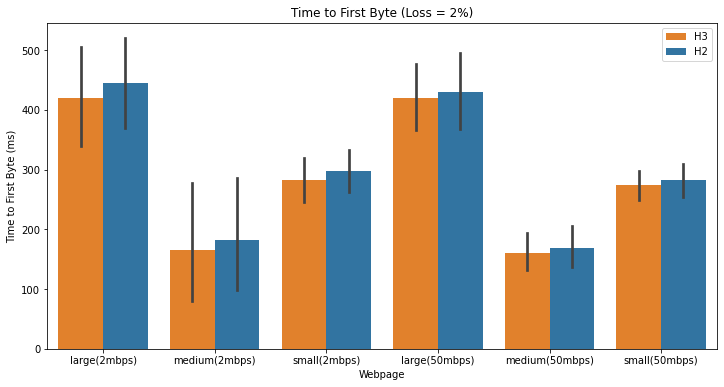 Time to First Byte (Loss = 2%)
H3
H2
Time to First Byte (ms)
500
400
300
200
100
0
large(2mbps)
medium(2mbps)
small(2mbps)
large(50mbps)
medium(50mbps)
small(50mbps)
Webpage